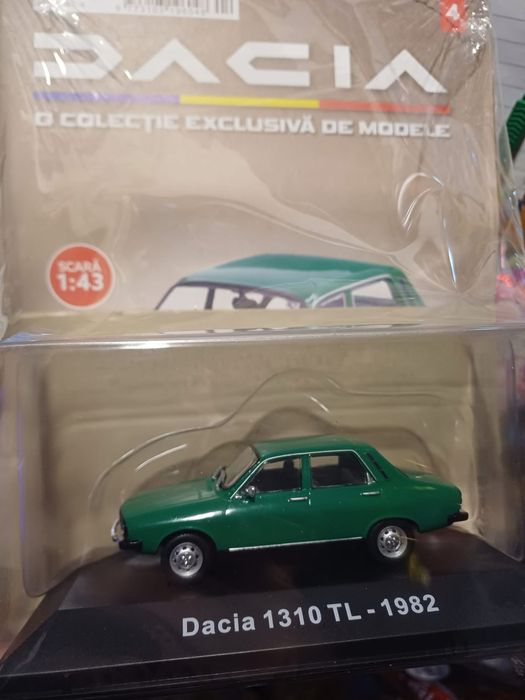 4
DACIA
O COLECȚIE EXCLUSIVĂ DE MODELE
SCARĂ
1:43
Dacia 1310 TL - 1982